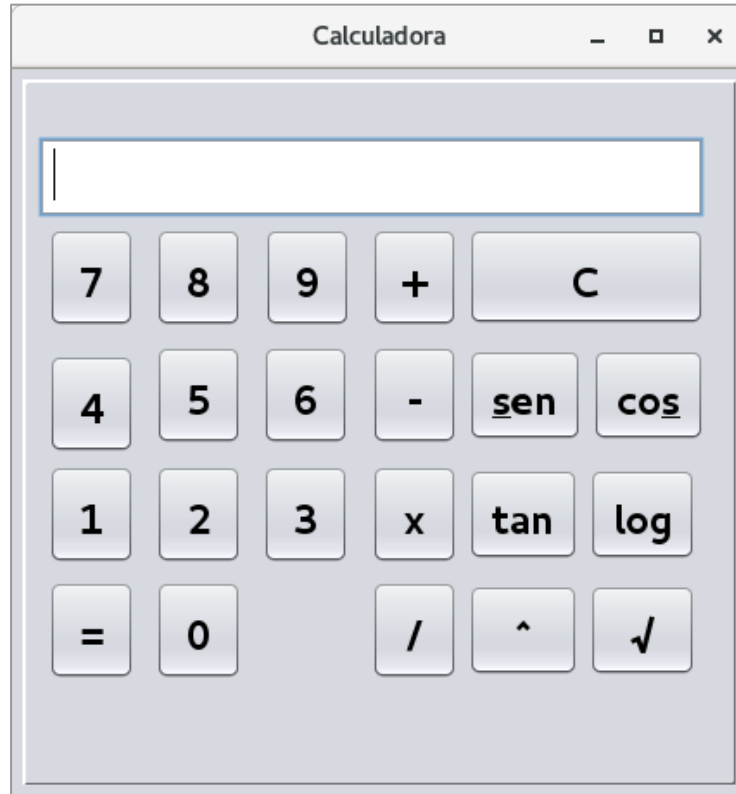 Calculadora
7 8 9 + C
4 5 6 - sen cos
1 2 3 x tan log
= 0 / ^ √